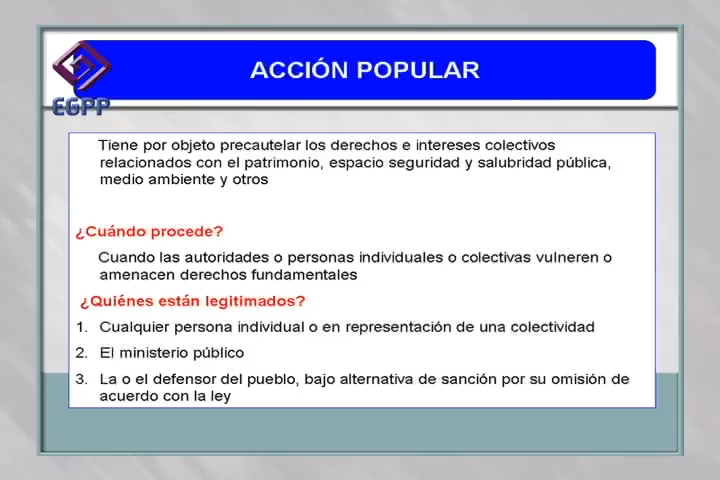 ACCIÓN POPULAR
EGPP
Tiene por objeto precautelar los derechos e intereses colectivos
relacionados con el patrimonio, espacio seguridad y salubridad pública,
medio ambiente y otros
¿Cuándo procede?
Cuando las autoridades o personas individuales o colectivas vulneren o
amenacen derechos fundamentales
¿Quiénes están legitimados?
1. Cualquier persona individual o en representación de una colectividad
2. El ministerio público
3. La o el defensor del pueblo, bajo alternativa de sanción por su omisión de
acuerdo con la ley